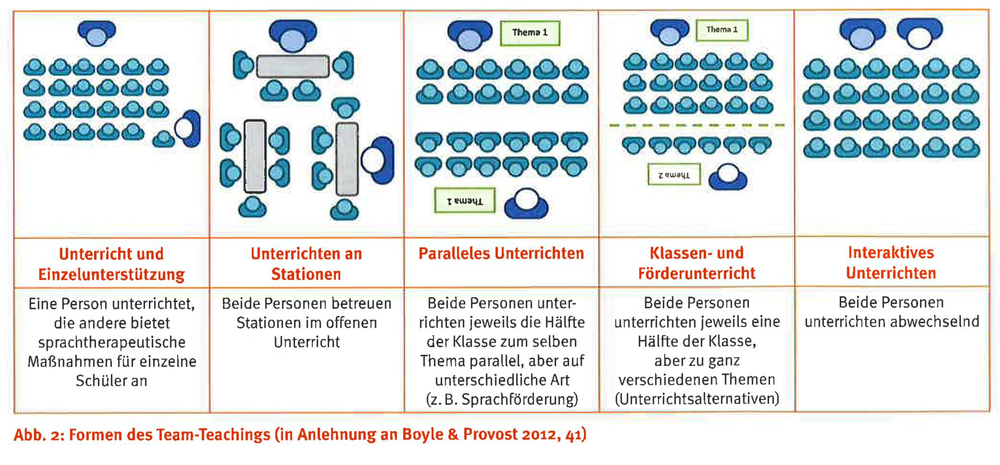 Thema 1
Thema 1
Thema 1
Thema 2
Unterricht und
Einzelunterstützung
Unterrichten an
Stationen
Paralleles Unterrichten
Klassen- und
Förderunterricht
Interaktives
Unterrichten
Eine Person unterrichtet,
die andere bietet
sprachtherapeutische
Maßnahmen für einzelne
Schüler an
Beide Personen betreuen
Stationen im offenen
Unterricht
Beide Personen unter-
richten jeweils die Hälfte
der Klasse zum selben
Thema parallel, aber auf
unterschiedliche Art
(z. B. Sprachförderung)
Beide Personen
unterrichten jeweils eine
Hälfte der Klasse,
aber zu ganz
verschiedenen Themen
(Unterrichtsalternativen)
Beide Personen
unterrichten abwechselnd
Abb. 2: Formen des Team-Teachings (in Anlehnung an Boyle & Provost 2012, 41)